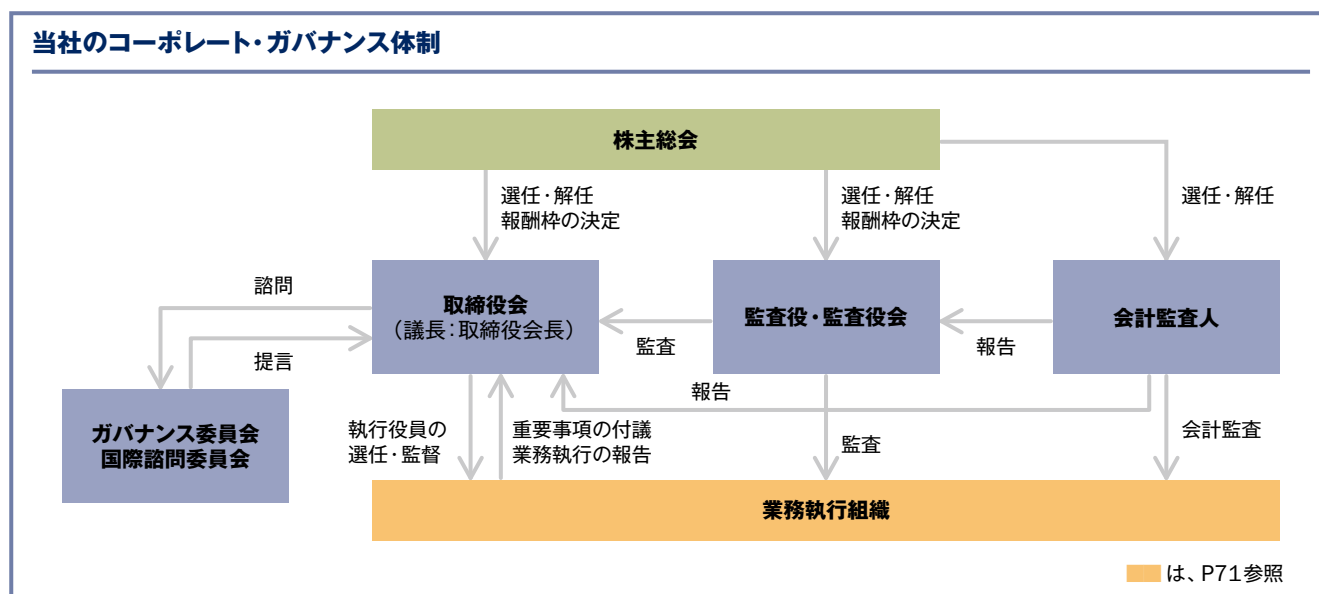 当社のコーポレート・ガバナンス体制
株主総会
選任・解任
報酬枠の決定
選任・解任
報酬枠の決定
選任・解任
諮問
取締役会
（議長：取締役会長）
監査役・監査役会
会計監査人
監査
報告
提言
報告
ガバナンス委員会
国際諮問委員会
執行役員の
選任・監督
重要事項の付議
業務執行の報告
監査
会計監査
業務執行組織
は、P71参照